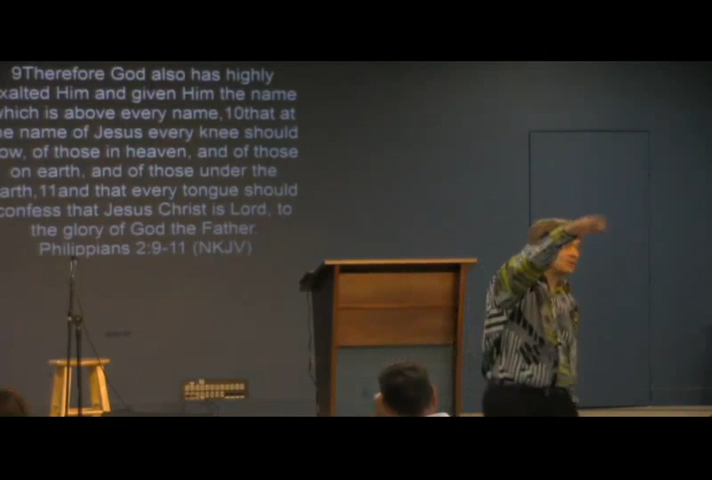 9Therefore God also has highly
xalted Him and given Him the name
which is above every name,10that at
he name of Jesus every knee should
ow, of those in heaven, and of those
on earth, and of those under the
arth,11and that every tongue should
confess that Jesus Christ is Lord, to
the glory of God the Father.
Philippians 2:9-11 (NKJV)